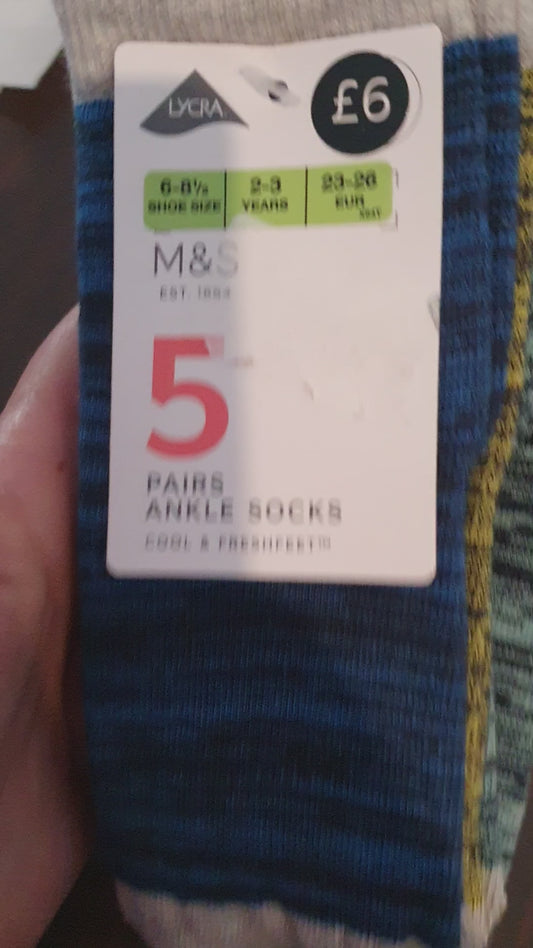 LYCRA
£6
6-8½ 2-3 23-26
SHOE SIZE YEARS EUR
M&S
EST. 1884
5
PAIRS
ANKLE SOCKS
COOL & FRESHFEET™